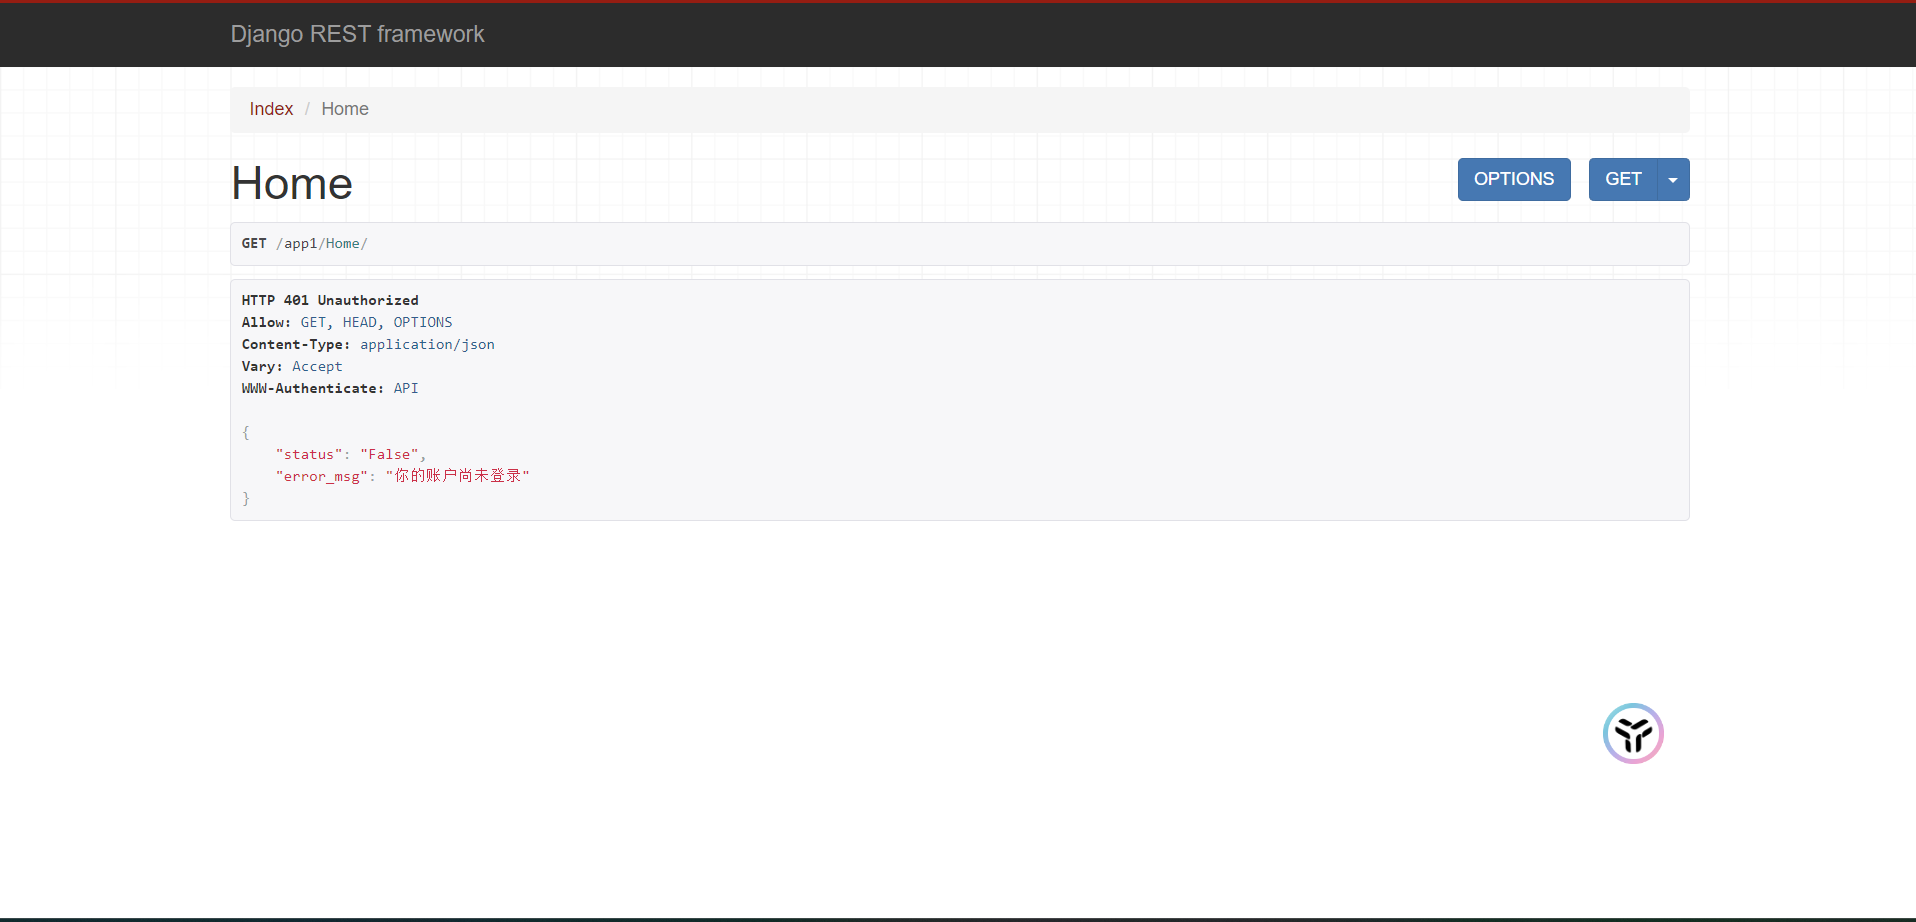 Django REST framework
Index / Home
Home
OPTIONS
GET
GET /app1/Home/
HTTP 401 Unauthorized
Allow: GET, HEAD, OPTIONS
Content-Type: application/json
Vary: Accept
WWW-Authenticate: API
{
    "status": "False",
    "error_msg": "你的账户尚未登录"
}